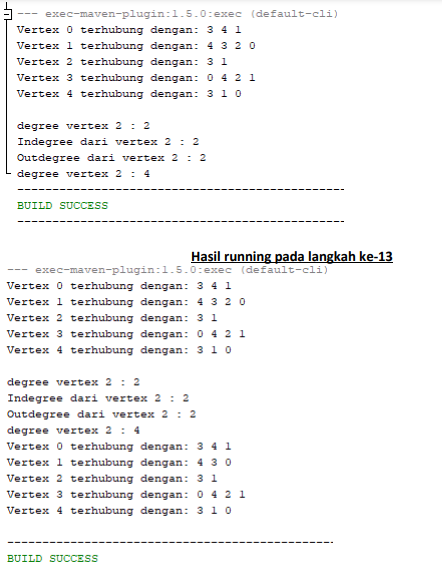 --- exec-maven-plugin:1.5.0:exec (default-cli)
Vertex 0 terhubung dengan: 3 4 1
Vertex 1 terhubung dengan: 4 3 2 0
Vertex 2 terhubung dengan: 3 1
Vertex 3 terhubung dengan: 0 4 2 1
Vertex 4 terhubung dengan: 3 1 0
degree vertex 2 : 2
Indegree dari vertex 2 : 2
Outdegree dari vertex 2 : 2
degree vertex 2 : 4
------------------------------------------------
BUILD SUCCESS
------------------------------------------------
Hasil running pada langkah ke-13
--- exec-maven-plugin:1.5.0:exec (default-cli)
Vertex 0 terhubung dengan: 3 4 1
Vertex 1 terhubung dengan: 4 3 2 0
Vertex 2 terhubung dengan: 3 1
Vertex 3 terhubung dengan: 0 4 2 1
Vertex 4 terhubung dengan: 3 1 0
degree vertex 2 : 2
Indegree dari vertex 2 : 2
Outdegree dari vertex 2 : 2
degree vertex 2 : 4
Vertex 0 terhubung dengan: 3 4 1
Vertex 1 terhubung dengan: 4 3 0
Vertex 2 terhubung dengan: 3 1
Vertex 3 terhubung dengan: 0 4 2 1
Vertex 4 terhubung dengan: 3 1 0
------------------------------------------------
BUILD SUCCESS